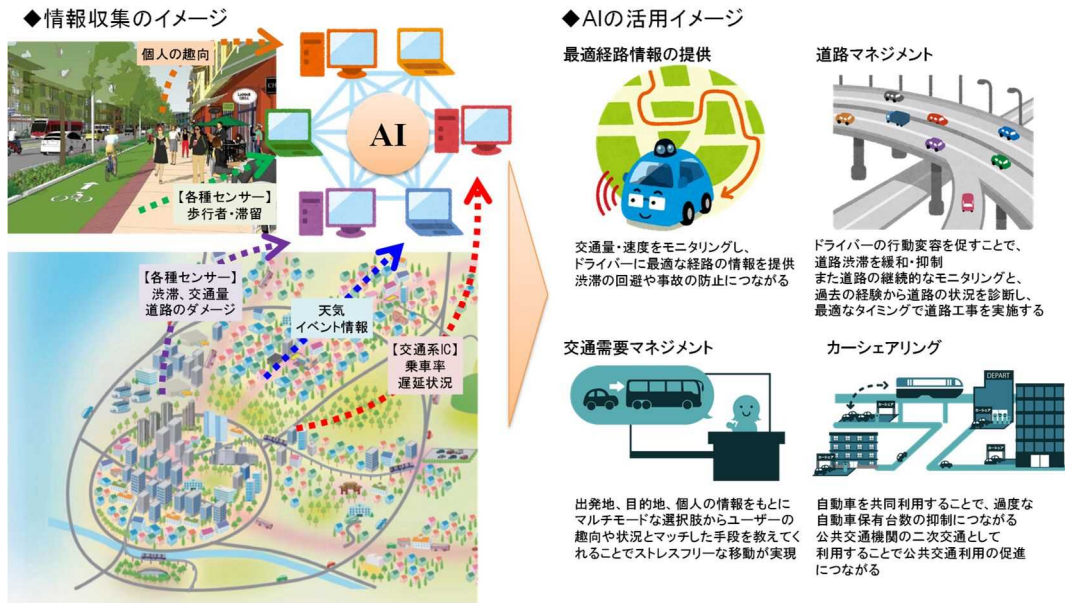 ◆情報収集のイメージ
個人の趣向
AI
【各種センサー】
歩行者・滞留
【各種センサー】
渋滞、交通量
道路のダメージ
天気
イベント情報
【交通系IC】
乗車率
遅延状況
◆AIの活用イメージ
最適経路情報の提供
交通量・速度をモニタリングし、
ドライバーに最適な経路の情報を提供
渋滞の回避や事故の防止につながる
道路マネジメント
ドライバーの行動変容を促すことで、
道路渋滞を緩和・抑制
また道路の継続的なモニタリングと、
過去の経験から道路の状況を診断し、
最適なタイミングで道路工事を実施する
交通需要マネジメント
出発地、目的地、個人の情報をもとに
マルチモードな選択肢からユーザーの
趣向や状況とマッチした手段を教えてく
れることでストレスフリーな移動が実現
カーシェアリング
DEPART
カーシェア
カーシェア
カーシェア
自動車を共同利用することで、過度な
自動車保有台数の抑制につながる
公共交通機関の二次交通として
利用することで公共交通利用の促進
につながる